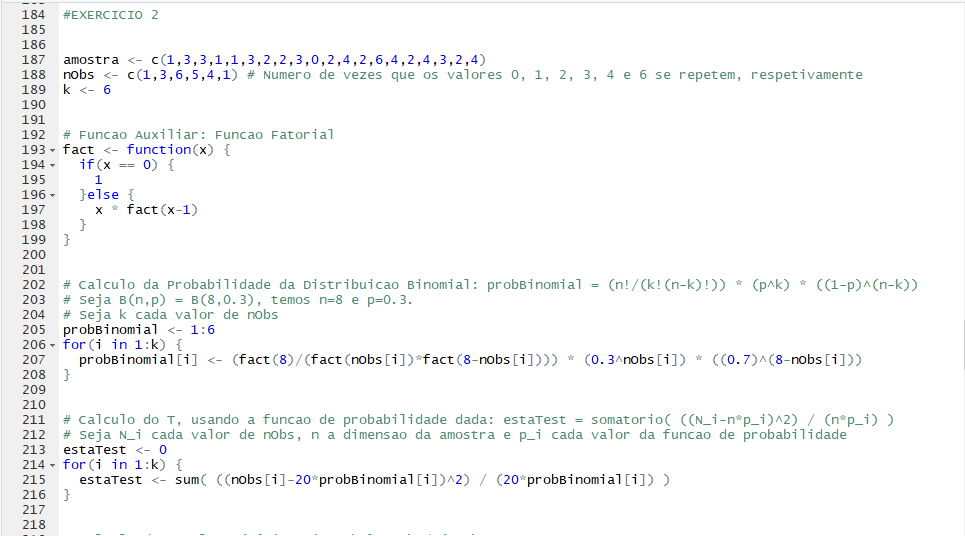 184 #EXERCICIO 2
185
186
187 amostra <- c(1,3,3,1,1,3,2,2,3,0,2,4,2,6,4,2,4,3,2,4)
188 nObs <- c(1,3,6,5,4,1) # Numero de vezes que os valores 0, 1, 2, 3, 4 e 6 se repetem, respetivamente
189 k <- 6
190
191
192 # Funcao Auxiliar: Funcao Fatorial
193 fact <- function(x) {
194   if(x == 0) {
195     1
196   }else {
197     x * fact(x-1)
198   }
199 }
200
201
202 # Calculo da Probabilidade da Distribuicao Binomial: probBinomial = (n!/(k!(n-k)!)) * (p^k) * ((1-p)^(n-k))
203 # Seja B(n,p) = B(8,0.3), temos n=8 e p=0.3.
204 # Seja k cada valor de nObs
205 probBinomial <- 1:6
206 for(i in 1:k) {
207   probBinomial[i] <- (fact(8)/(fact(nObs[i])*fact(8-nObs[i]))) * (0.3^nObs[i]) * ((0.7)^(8-nObs[i]))
208 }
209
210
211 # Calculo do T, usando a funcao de probabilidade dada: estaTest = somatorio( ((N_i-n*p_i)^2) / (n*p_i) )
212 # Seja N_i cada valor de nObs, n a dimensao da amostra e p_i cada valor da funcao de probabilidade
213 estaTest <- 0
214 for(i in 1:k) {
215   estaTest <- sum( ((nObs[i]-20*probBinomial[i])^2) / (20*probBinomial[i]) )
216 }
217
218